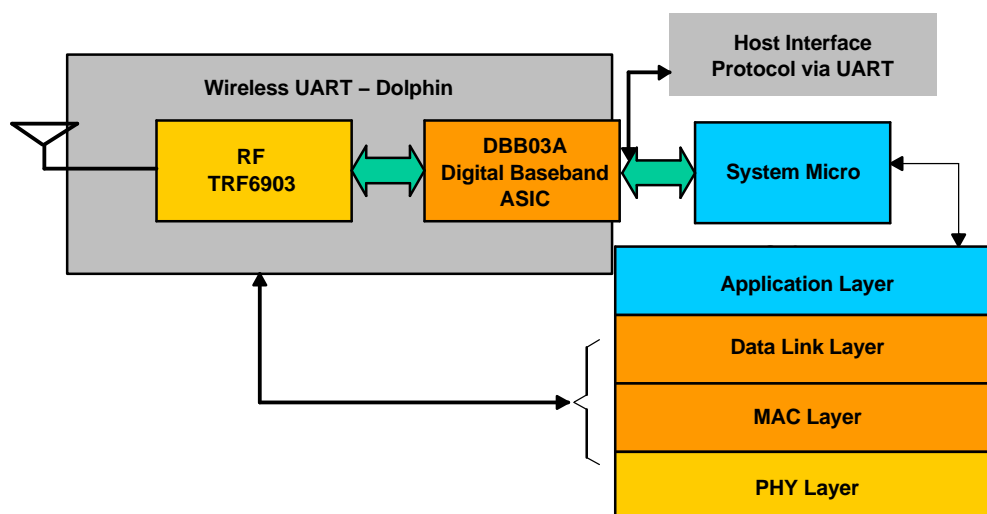 Host Interface
Protocol via UART
Wireless UART – Dolphin
RF
TRF6903
DBB03A
Digital Baseband
ASIC
System Micro
Application Layer
Data Link Layer
MAC Layer
PHY Layer